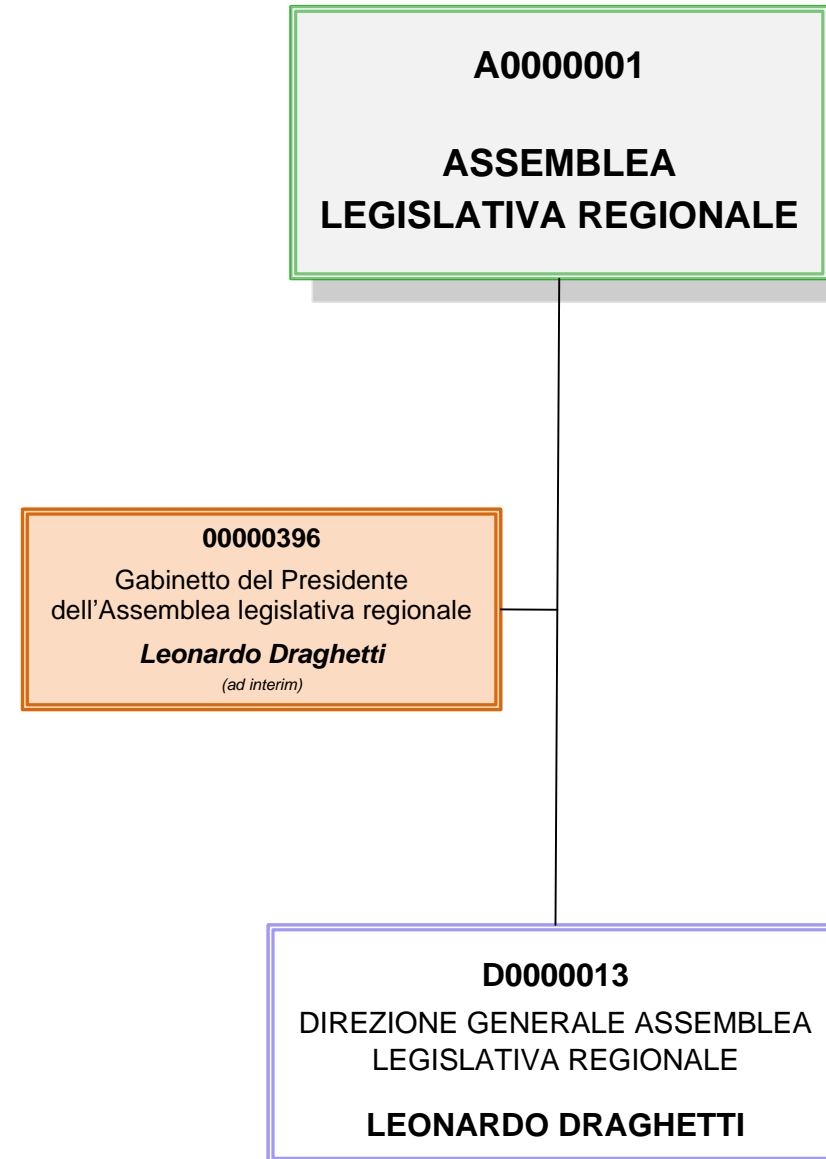 A0000001
ASSEMBLEA
LEGISLATIVA REGIONALE
00000396
Gabinetto del Presidente
dell’Assemblea legislativa regionale
Leonardo Draghetti
(ad interim)
D0000013
DIREZIONE GENERALE ASSEMBLEA
LEGISLATIVA REGIONALE
LEONARDO DRAGHETTI